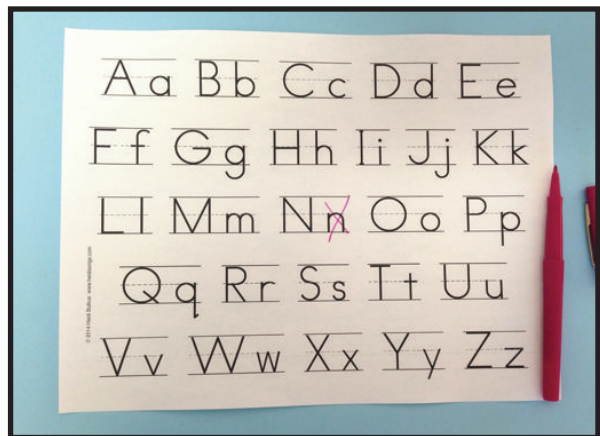 Aa Bb Cc Dd Ee
Ff Gg Hh Ii Jj Kk
Ll Mm Nn Oo Pp
Qq Rr Ss Tt Uu
Vv Ww Xx Yy Zz